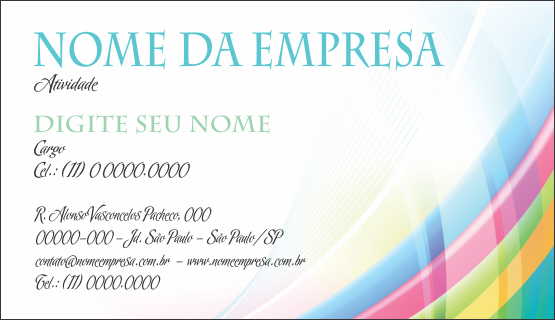 NOME DA EMPRESA
Atividade
DIGITE SEU NOME
Cargo
Cel.: (11) 0 0000.0000
R. Alonso Vasconcelos Pacheco, 000
00000-000 - Jd. São Paulo - São Paulo / SP
contato@nomeempresa.com.br - www.nomeempresa.com.br
Tel.: (11) 0000.0000